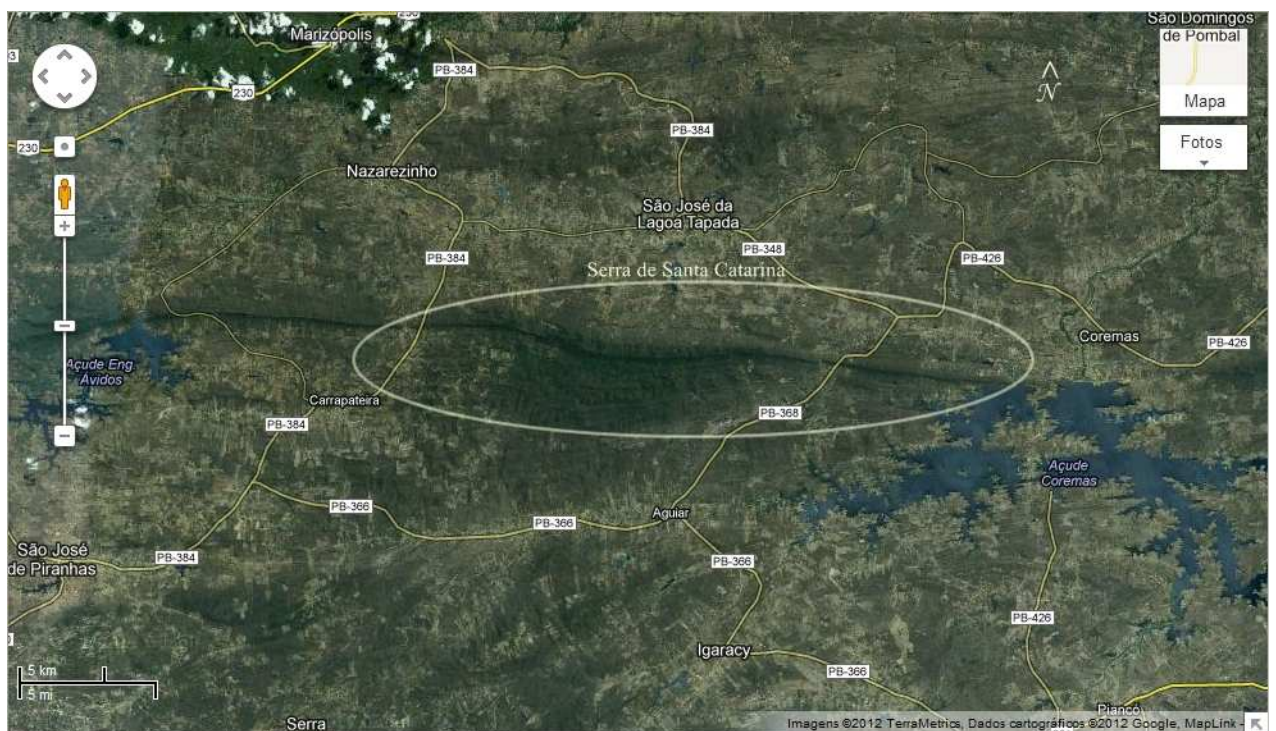 230
São Domingos
de Pombal
Marizópolis
PB-384
N
Mapa
230
PB-384
Fotos
230
Nazarezinho
São José da
Lagoa Tapada
PB-384
PB-348
PB-426
Serra de Santa Catarina
Açude Eng.
Ávidos
Coremas
PB-426
Carrapateira
PB-384
PB-368
Açude
Coremas
PB-366
Aguiar
PB-366
São José
de Piranhas
PB-384
PB-366
PB-426
Igaracy
PB-366
5 km
5 mi
Piancó
Serra
Imagens ©2012 TerraMetrics, Dados cartográficos ©2012 Google, MapLink -